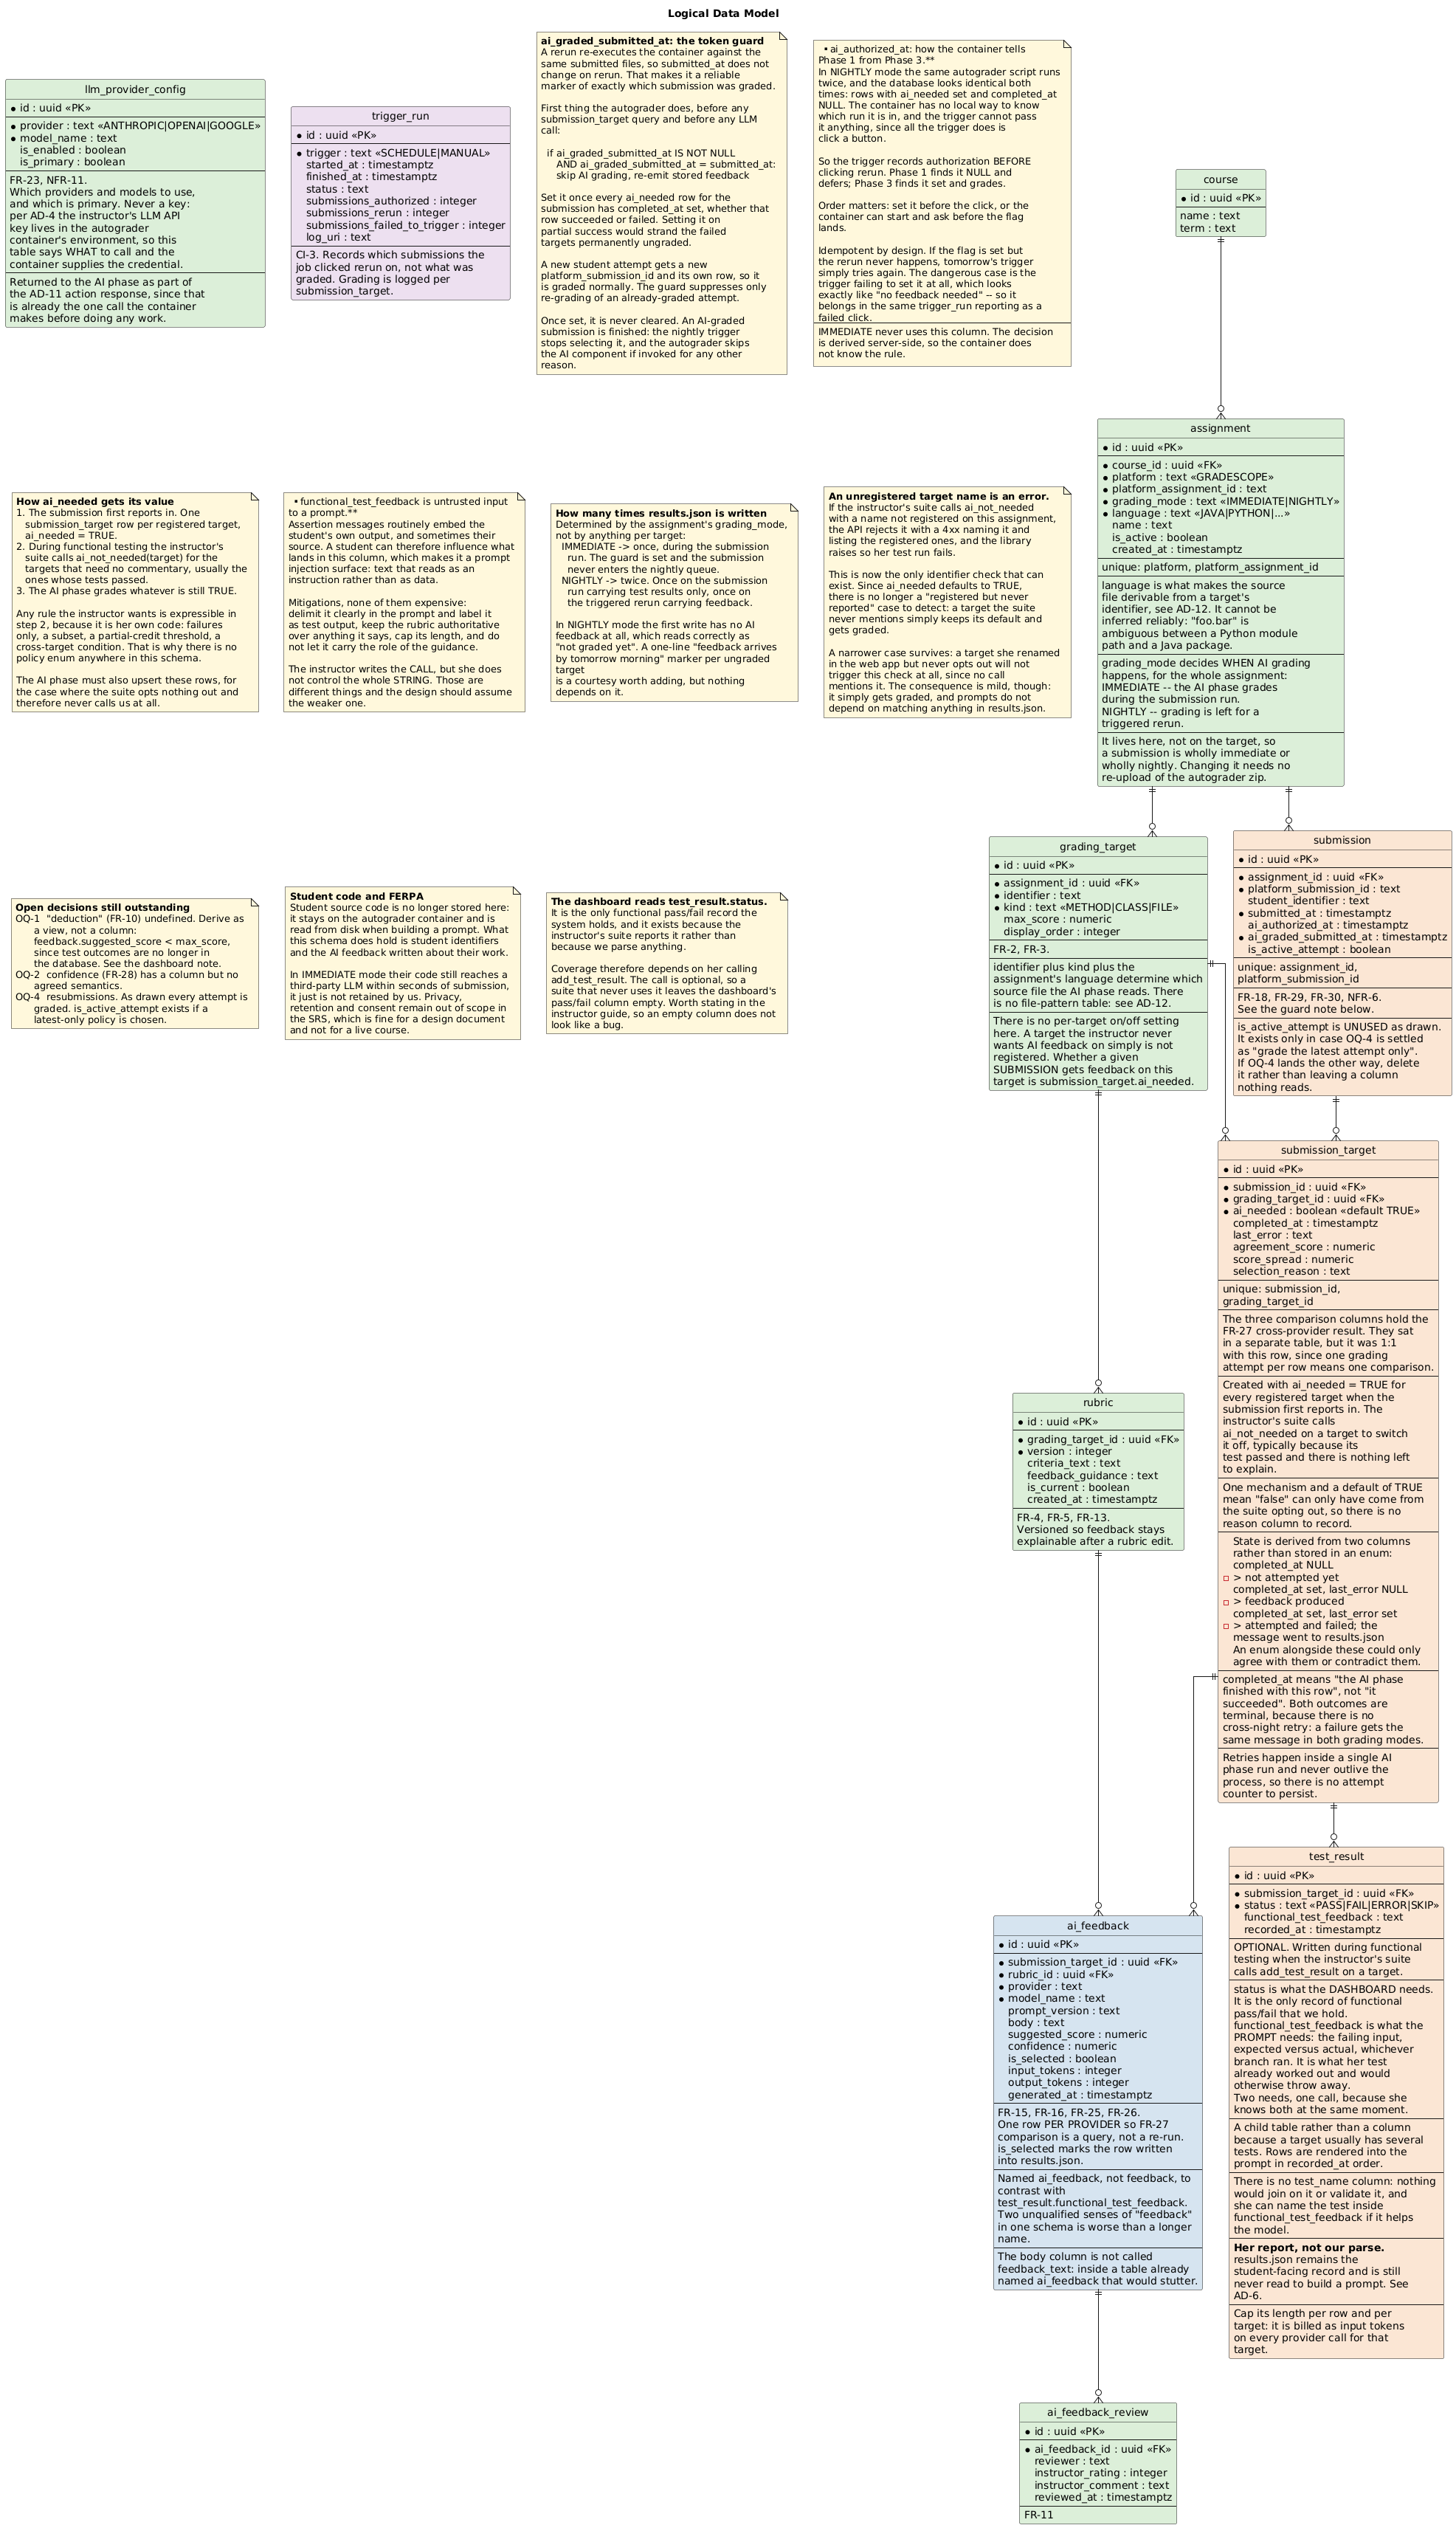 Logical Data Model
llm_provider_config
• id : uuid «PK»
• provider : text «ANTHROPIC|OPENAI|GOOGLE»
• model_name : text
is_enabled : boolean
is_primary : boolean
FR-23, NFR-11.
Which providers and models to use,
and which is primary. Never a key:
per AD-4 the instructor's LLM API
key lives in the autograder
container's environment, so this
table says WHAT to call and the
container supplies the credential.
Returned to the AI phase as part of
the AD-11 action response, since that
is already the one call the container
makes before doing any work.
trigger_run
• id : uuid «PK»
• trigger : text «SCHEDULE|MANUAL»
started_at : timestamptz
finished_at : timestamptz
status : text
submissions_authorized : integer
submissions_rerun : integer
submissions_failed_to_trigger : integer
log_uri : text
CI-3. Records which submissions the
job clicked rerun on, not what was
graded. Grading is logged per
submission_target.
ai_graded_submitted_at: the token guard
A rerun re-executes the container against the
same submitted files, so submitted_at does not
change on rerun. That makes it a reliable
marker of exactly which submission was graded.
First thing the autograder does, before any
submission_target query and before any LLM
call:
if ai_graded_submitted_at IS NOT NULL
AND ai_graded_submitted_at = submitted_at:
skip AI grading, re-emit stored feedback
Set it once every ai_needed row for the
submission has completed_at set, whether that
row succeeded or failed. Setting it on
partial success would strand the failed
targets permanently ungraded.
A new student attempt gets a new
platform_submission_id and its own row, so it
is graded normally. The guard suppresses only
re-grading of an already-graded attempt.
Once set, it is never cleared. An AI-graded
submission is finished: the nightly trigger
stops selecting it, and the autograder skips
the AI component if invoked for any other
reason.
• ai_authorized_at: how the container tells
Phase 1 from Phase 3.**
In NIGHTLY mode the same autograder script runs
twice, and the database looks identical both
times: rows with ai_needed set and completed_at
NULL. The container has no local way to know
which run it is in, and the trigger cannot pass
it anything, since all the trigger does is
click a button.
So the trigger records authorization BEFORE
clicking rerun. Phase 1 finds it NULL and
defers; Phase 3 finds it set and grades.
Order matters: set it before the click, or the
container can start and ask before the flag
lands.
Idempotent by design. If the flag is set but
the rerun never happens, tomorrow's trigger
simply tries again. The dangerous case is the
trigger failing to set it at all, which looks
exactly like "no feedback needed" -- so it
belongs in the same trigger_run reporting as a
failed click.
IMMEDIATE never uses this column. The decision
is derived server-side, so the container does
not know the rule.
course
• id : uuid «PK»
name : text
term : text
How ai_needed gets its value
1. The submission first reports in. One
submission_target row per registered target,
ai_needed = TRUE.
2. During functional testing the instructor's
suite calls ai_not_needed(target) for the
targets that need no commentary, usually the
ones whose tests passed.
3. The AI phase grades whatever is still TRUE.
Any rule the instructor wants is expressible in
step 2, because it is her own code: failures
only, a subset, a partial-credit threshold, a
cross-target condition. That is why there is no
policy enum anywhere in this schema.
The AI phase must also upsert these rows, for
the case where the suite opts nothing out and
therefore never calls us at all.
• functional_test_feedback is untrusted input
to a prompt.**
Assertion messages routinely embed the
student's own output, and sometimes their
source. A student can therefore influence what
lands in this column, which makes it a prompt
injection surface: text that reads as an
instruction rather than as data.
Mitigations, none of them expensive:
delimit it clearly in the prompt and label it
as test output, keep the rubric authoritative
over anything it says, cap its length, and do
not let it carry the role of the guidance.
The instructor writes the CALL, but she does
not control the whole STRING. Those are
different things and the design should assume
the weaker one.
How many times results.json is written
Determined by the assignment's grading_mode,
not by anything per target:
IMMEDIATE -> once, during the submission
run. The guard is set and the submission
never enters the nightly queue.
NIGHTLY -> twice. Once on the submission
run carrying test results only, once on
the triggered rerun carrying feedback.
In NIGHTLY mode the first write has no AI
feedback at all, which reads correctly as
"not graded yet". A one-line "feedback arrives
by tomorrow morning" marker per ungraded
target
is a courtesy worth adding, but nothing
depends on it.
An unregistered target name is an error.
If the instructor's suite calls ai_not_needed
with a name not registered on this assignment,
the API rejects it with a 4xx naming it and
listing the registered ones, and the library
raises so her test run fails.
This is now the only identifier check that can
exist. Since ai_needed defaults to TRUE,
there is no longer a "registered but never
reported" case to detect: a target the suite
never mentions simply keeps its default and
gets graded.
A narrower case survives: a target she renamed
in the web app but never opts out will not
trigger this check at all, since no call
mentions it. The consequence is mild, though:
it simply gets graded, and prompts do not
depend on matching anything in results.json.
assignment
• id : uuid «PK»
• course_id : uuid «FK»
• platform : text «GRADESCOPE»
• platform_assignment_id : text
• grading_mode : text «IMMEDIATE|NIGHTLY»
• language : text «JAVA|PYTHON|...»
name : text
is_active : boolean
created_at : timestamptz
unique: platform, platform_assignment_id
language is what makes the source
file derivable from a target's
identifier, see AD-12. It cannot be
inferred reliably: "foo.bar" is
ambiguous between a Python module
path and a Java package.
grading_mode decides WHEN AI grading
happens, for the whole assignment:
IMMEDIATE -- the AI phase grades
during the submission run.
NIGHTLY -- grading is left for a
triggered rerun.
It lives here, not on the target, so
a submission is wholly immediate or
wholly nightly. Changing it needs no
re-upload of the autograder zip.
Open decisions still outstanding
OQ-1 "deduction" (FR-10) undefined. Derive as
a view, not a column:
feedback.suggested_score < max_score,
since test outcomes are no longer in
the database. See the dashboard note.
OQ-2 confidence (FR-28) has a column but no
agreed semantics.
OQ-4 resubmissions. As drawn every attempt is
graded. is_active_attempt exists if a
latest-only policy is chosen.
Student code and FERPA
Student source code is no longer stored here:
it stays on the autograder container and is
read from disk when building a prompt. What
this schema does hold is student identifiers
and the AI feedback written about their work.
In IMMEDIATE mode their code still reaches a
third-party LLM within seconds of submission,
it just is not retained by us. Privacy,
retention and consent remain out of scope in
the SRS, which is fine for a design document
and not for a live course.
The dashboard reads test_result.status.
It is the only functional pass/fail record the
system holds, and it exists because the
instructor's suite reports it rather than
because we parse anything.
Coverage therefore depends on her calling
add_test_result. The call is optional, so a
suite that never uses it leaves the dashboard's
pass/fail column empty. Worth stating in the
instructor guide, so an empty column does not
look like a bug.
grading_target
• id : uuid «PK»
• assignment_id : uuid «FK»
• identifier : text
• kind : text «METHOD|CLASS|FILE»
max_score : numeric
display_order : integer
FR-2, FR-3.
identifier plus kind plus the
assignment's language determine which
source file the AI phase reads. There
is no file-pattern table: see AD-12.
There is no per-target on/off setting
here. A target the instructor never
wants AI feedback on simply is not
registered. Whether a given
SUBMISSION gets feedback on this
target is submission_target.ai_needed.
submission
• id : uuid «PK»
• assignment_id : uuid «FK»
• platform_submission_id : text
student_identifier : text
• submitted_at : timestamptz
ai_authorized_at : timestamptz
• ai_graded_submitted_at : timestamptz
is_active_attempt : boolean
unique: assignment_id,
platform_submission_id
FR-18, FR-29, FR-30, NFR-6.
See the guard note below.
is_active_attempt is UNUSED as drawn.
It exists only in case OQ-4 is settled
as "grade the latest attempt only".
If OQ-4 lands the other way, delete
it rather than leaving a column
nothing reads.
submission_target
• id : uuid «PK»
• submission_id : uuid «FK»
• grading_target_id : uuid «FK»
• ai_needed : boolean «default TRUE»
completed_at : timestamptz
last_error : text
agreement_score : numeric
score_spread : numeric
selection_reason : text
unique: submission_id,
grading_target_id
The three comparison columns hold the
FR-27 cross-provider result. They sat
in a separate table, but it was 1:1
with this row, since one grading
attempt per row means one comparison.
Created with ai_needed = TRUE for
every registered target when the
submission first reports in. The
instructor's suite calls
ai_not_needed on a target to switch
it off, typically because its
test passed and there is nothing left
to explain.
One mechanism and a default of TRUE
mean "false" can only have come from
the suite opting out, so there is no
reason column to record.
State is derived from two columns
rather than stored in an enum:
completed_at NULL
> not attempted yet
completed_at set, last_error NULL
> feedback produced
completed_at set, last_error set
> attempted and failed; the
message went to results.json
An enum alongside these could only
agree with them or contradict them.
completed_at means "the AI phase
finished with this row", not "it
succeeded". Both outcomes are
terminal, because there is no
cross-night retry: a failure gets the
same message in both grading modes.
Retries happen inside a single AI
phase run and never outlive the
process, so there is no attempt
counter to persist.
rubric
• id : uuid «PK»
• grading_target_id : uuid «FK»
• version : integer
criteria_text : text
feedback_guidance : text
is_current : boolean
created_at : timestamptz
FR-4, FR-5, FR-13.
Versioned so feedback stays
explainable after a rubric edit.
test_result
• id : uuid «PK»
• submission_target_id : uuid «FK»
• status : text «PASS|FAIL|ERROR|SKIP»
functional_test_feedback : text
recorded_at : timestamptz
OPTIONAL. Written during functional
testing when the instructor's suite
calls add_test_result on a target.
status is what the DASHBOARD needs.
It is the only record of functional
pass/fail that we hold.
functional_test_feedback is what the
PROMPT needs: the failing input,
expected versus actual, whichever
branch ran. It is what her test
already worked out and would
otherwise throw away.
Two needs, one call, because she
knows both at the same moment.
A child table rather than a column
because a target usually has several
tests. Rows are rendered into the
prompt in recorded_at order.
There is no test_name column: nothing
would join on it or validate it, and
she can name the test inside
functional_test_feedback if it helps
the model.
Her report, not our parse.
results.json remains the
student-facing record and is still
never read to build a prompt. See
AD-6.
Cap its length per row and per
target: it is billed as input tokens
on every provider call for that
target.
ai_feedback
• id : uuid «PK»
• submission_target_id : uuid «FK»
• rubric_id : uuid «FK»
• provider : text
• model_name : text
prompt_version : text
body : text
suggested_score : numeric
confidence : numeric
is_selected : boolean
input_tokens : integer
output_tokens : integer
generated_at : timestamptz
FR-15, FR-16, FR-25, FR-26.
One row PER PROVIDER so FR-27
comparison is a query, not a re-run.
is_selected marks the row written
into results.json.
Named ai_feedback, not feedback, to
contrast with
test_result.functional_test_feedback.
Two unqualified senses of "feedback"
in one schema is worse than a longer
name.
The body column is not called
feedback_text: inside a table already
named ai_feedback that would stutter.
ai_feedback_review
• id : uuid «PK»
• ai_feedback_id : uuid «FK»
reviewer : text
instructor_rating : integer
instructor_comment : text
reviewed_at : timestamptz
FR-11